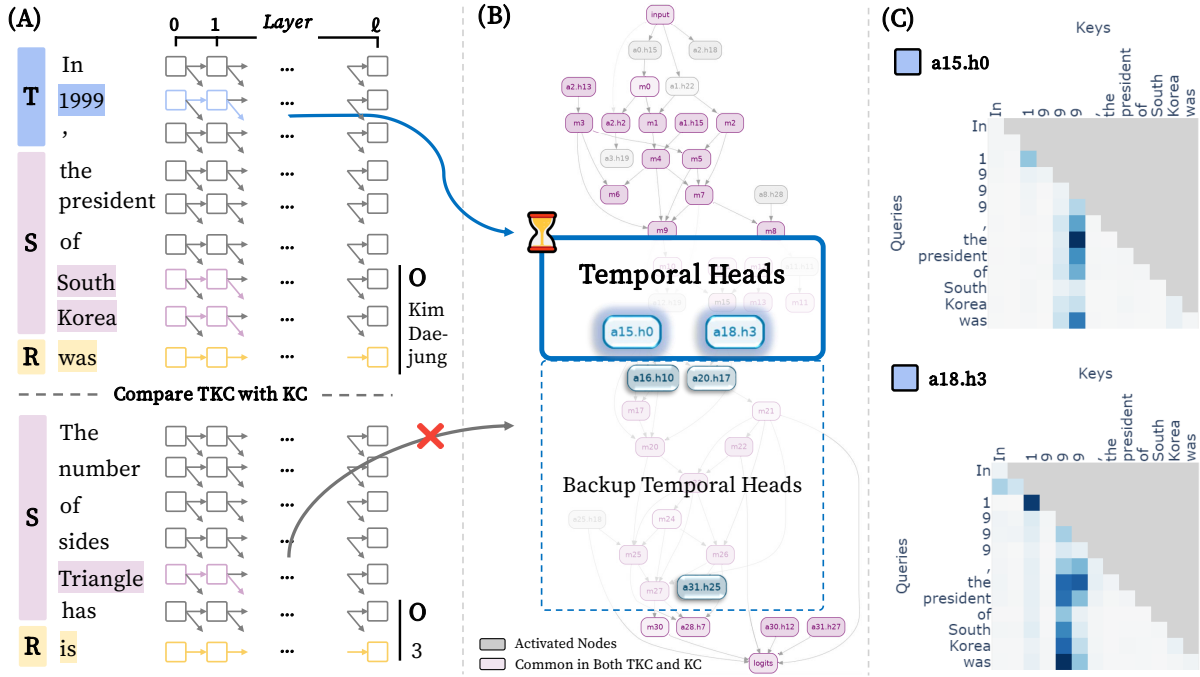 (A)
0 1 Layer ℓ
T
In ...
1999 ...
, ...
S
the ...
president ...
of ...
South ...
Korea ...
R
was ...
O
Kim
Dae-
jung
Compare TKC with KC
S
The ...
number ...
of ...
sides ...
Triangle ...
has ...
R
is ...
O
3
(B)
input
a0.h15 a2.h18
a2.h13 m0 a1.h22
m3 a2.h2 m1 a1.h15 m2
a3.h19 m4 m5
m6 m7 a8.h28
m9 m8
Temporal Heads
m15 m13 m11
a15.h0 a18.h3
a16.h10 a20.h17
m17 m21
m20 m22
Backup Temporal Heads
a25.h18 m24
m25 m26
m27 a31.h25
m30 a28.h7 a30.h12 a31.h27
logits
Activated Nodes
Common in Both TKC and KC
(C)
a15.h0
Keys
In 1 9 9 9 , the president of South Korea was
Queries
In
1
9
9
9
,
the
president
of
South
Korea
was
a18.h3
Keys
In 1 9 9 9 , the president of South Korea was
Queries
In
1
9
9
9
,
the
president
of
South
Korea
was